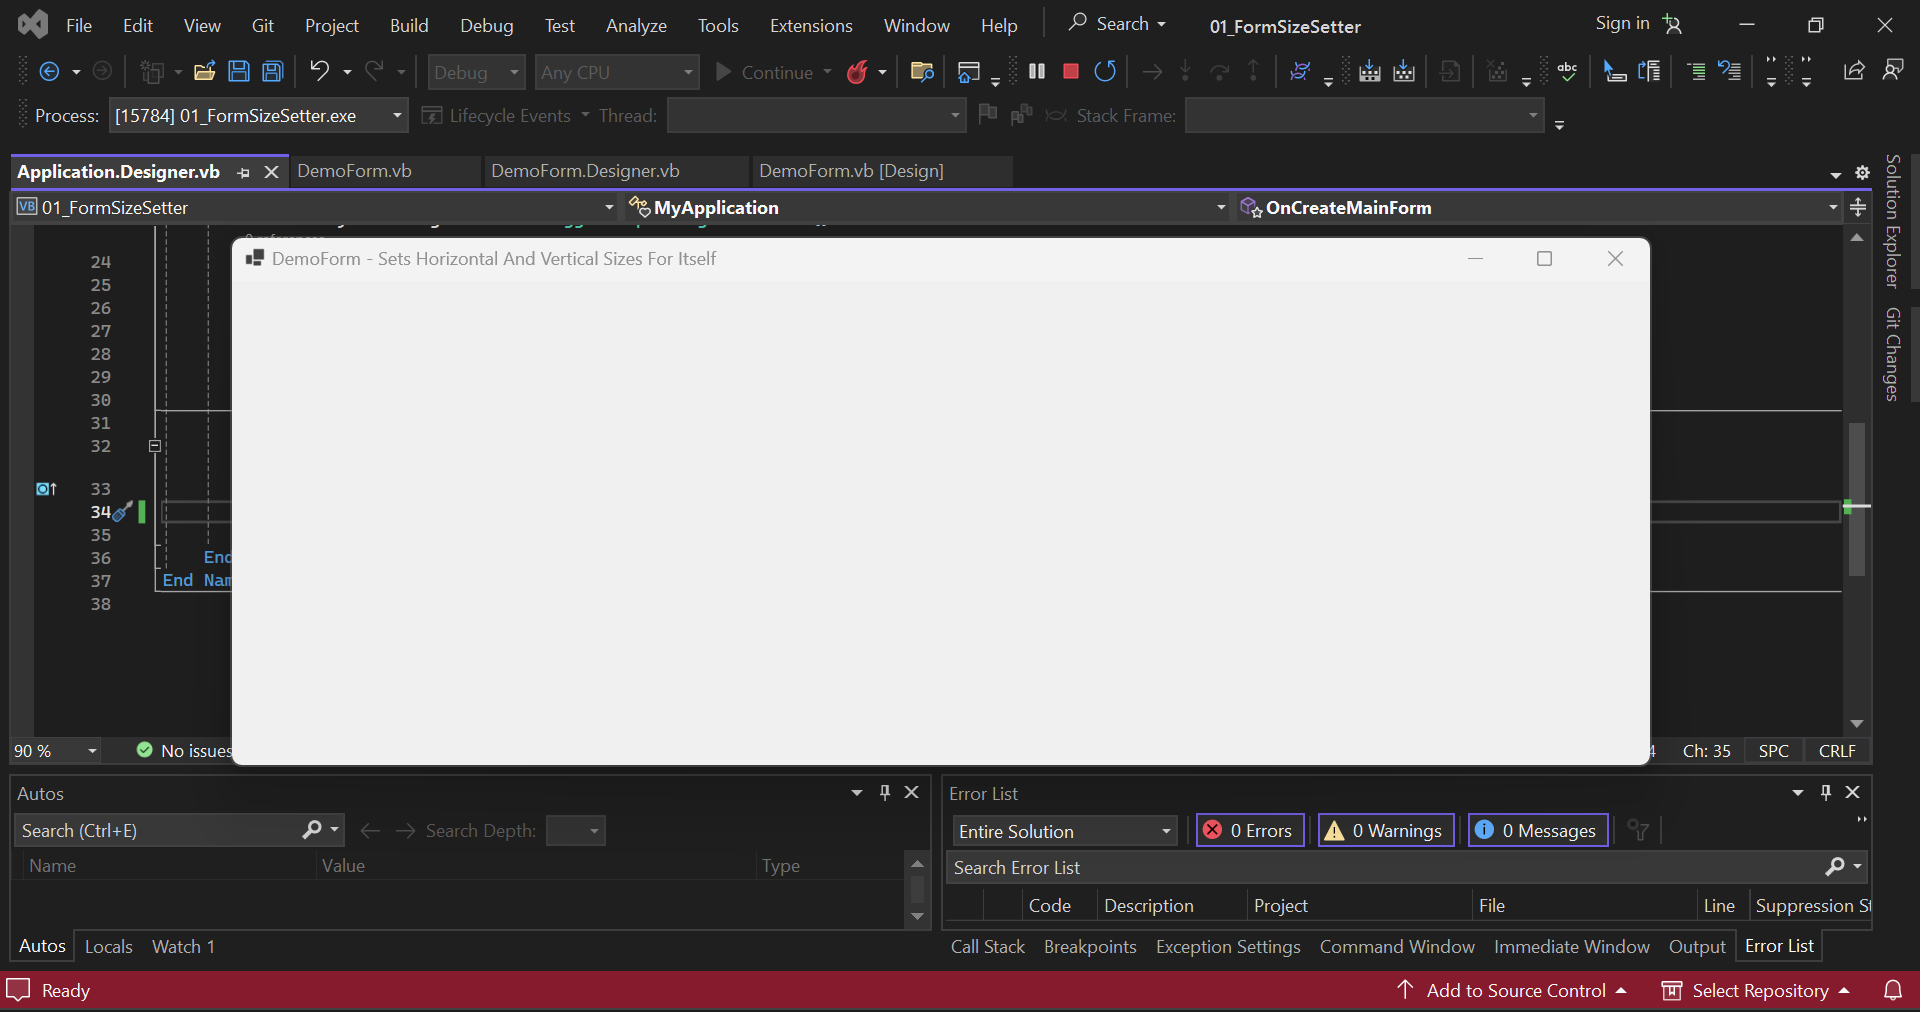 File Edit View Git Project Build Debug Test Analyze Tools Extensions Window Help Search 01_FormSizeSetter Sign in
Debug Any CPU Continue abc
Process: [15784] 01_FormSizeSetter.exe Lifecycle Events Thread: Stack Frame:
Application.Designer.vb DemoForm.vb DemoForm.Designer.vb DemoForm.vb [Design]
VB 01_FormSizeSetter MyApplication OnCreateMainForm
Solution Explorer
Git Changes
DemoForm - Sets Horizontal And Vertical Sizes For Itself
24
25
26
27
28
29
30
31
32
33
34
35
36 End
37 End Nam
38
90 % No issues 4 Ch: 35 SPC CRLF
Autos
Search (Ctrl+E) Search Depth:
Name Value Type
Autos Locals Watch 1
Error List
Entire Solution 0 Errors 0 Warnings 0 Messages
Search Error List
Code Description Project File Line Suppression St
Call Stack Breakpoints Exception Settings Command Window Immediate Window Output Error List
Ready Add to Source Control Select Repository